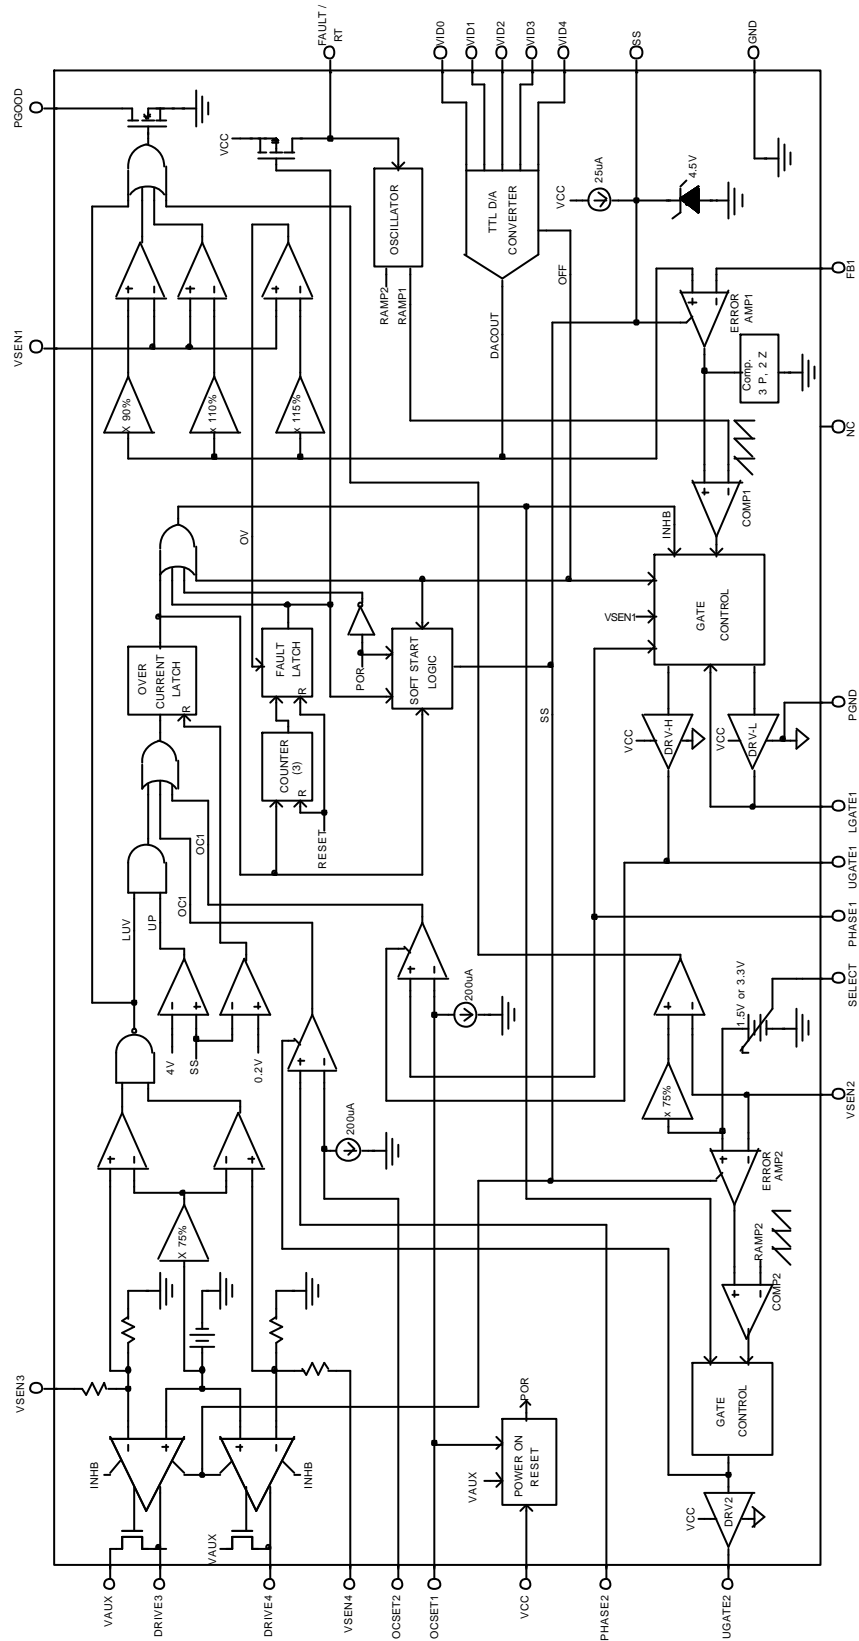 FAULT /
RT
VID0
VID1
VID2
VID3
VID4
SS
GND
PGOOD
VCC
25uA
4.5V
VCC
OSCILLATOR
TTL D/A
CONVERTER
RAMP2
RAMP1
OFF
DACOUT
VSEN1
FB1
ERROR
AMP1
Comp.
3 P, 2 Z
X 90%
X 110%
X 115%
NC
COMP1
OV
INHB
OVER
CURRENT
LATCH
R
FAULT
LATCH
R
POR
SOFT START
LOGIC
SS
VSEN1
GATE
CONTROL
PGND
COUNTER
(3)
R
RESET
VCC
DRV-H
VCC
DRV-L
LGATE1
UGATE1
OC1
LUV
UP
OC1
PHASE1
SELECT
1.5V or 3.3V
4V
SS
0.2V
200uA
200uA
X 75%
X 75%
VSEN2
ERROR
AMP2
RAMP2
COMP2
VSEN3
INHB
INHB
POR
POWER ON
RESET
VAUX
GATE
CONTROL
VCC
DRV2
VAUX
VAUX
DRIVE3
DRIVE4
VSEN4
OCSET2
OCSET1
VCC
PHASE2
UGATE2